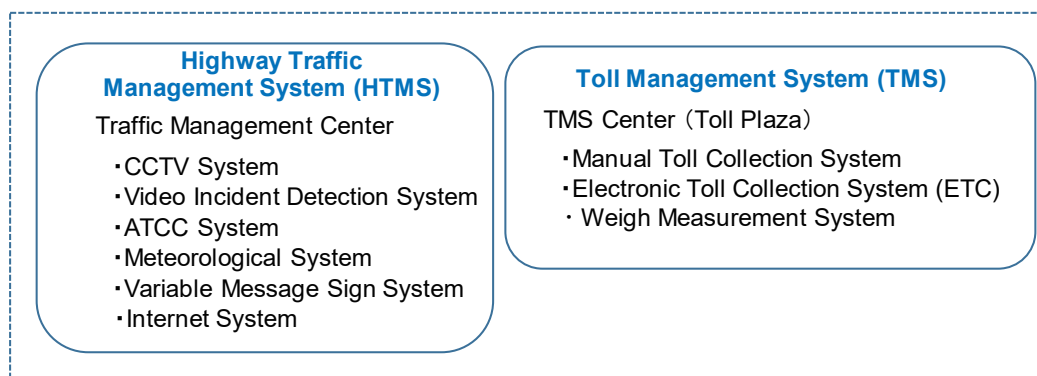 Highway Traffic
Management System (HTMS)
Traffic Management Center
・CCTV System
・Video Incident Detection System
・ATCC System
・Meteorological System
・Variable Message Sign System
・Internet System
Toll Management System (TMS)
TMS Center（Toll Plaza）
・Manual Toll Collection System
・Electronic Toll Collection System (ETC)
・Weigh Measurement System